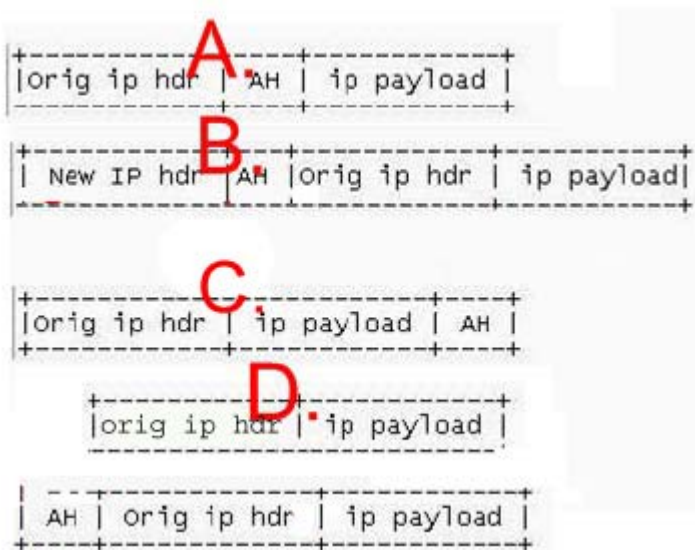 A.
|Orig ip hdr | AH | ip payload |
B.
| New IP hdr |AH |Orig ip hdr | ip payload|
C.
|Orig ip hdr | ip payload | AH |
D.
|orig ip hdr | ip payload |
| AH | Orig ip hdr | ip payload |